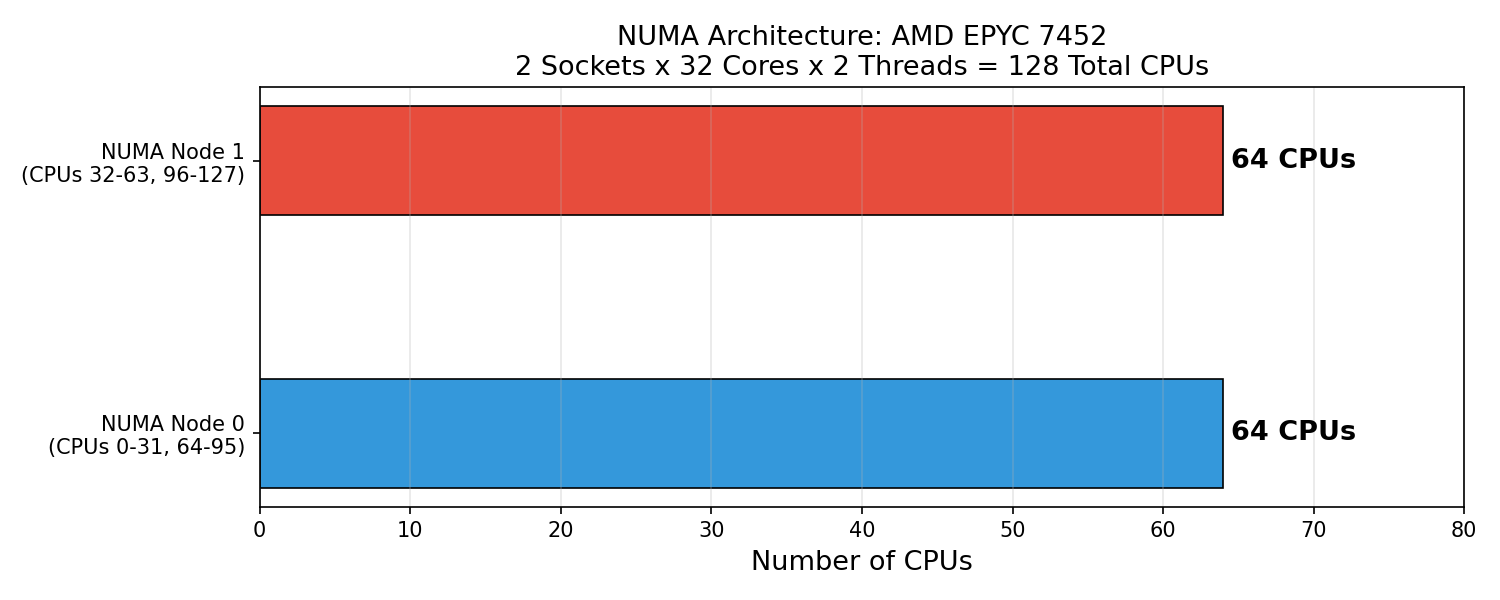 NUMA Architecture: AMD EPYC 7452
2 Sockets x 32 Cores x 2 Threads = 128 Total CPUs
NUMA Node 1
(CPUs 32-63, 96-127)
64 CPUs
NUMA Node 0
(CPUs 0-31, 64-95)
64 CPUs
0 10 20 30 40 50 60 70 80
Number of CPUs